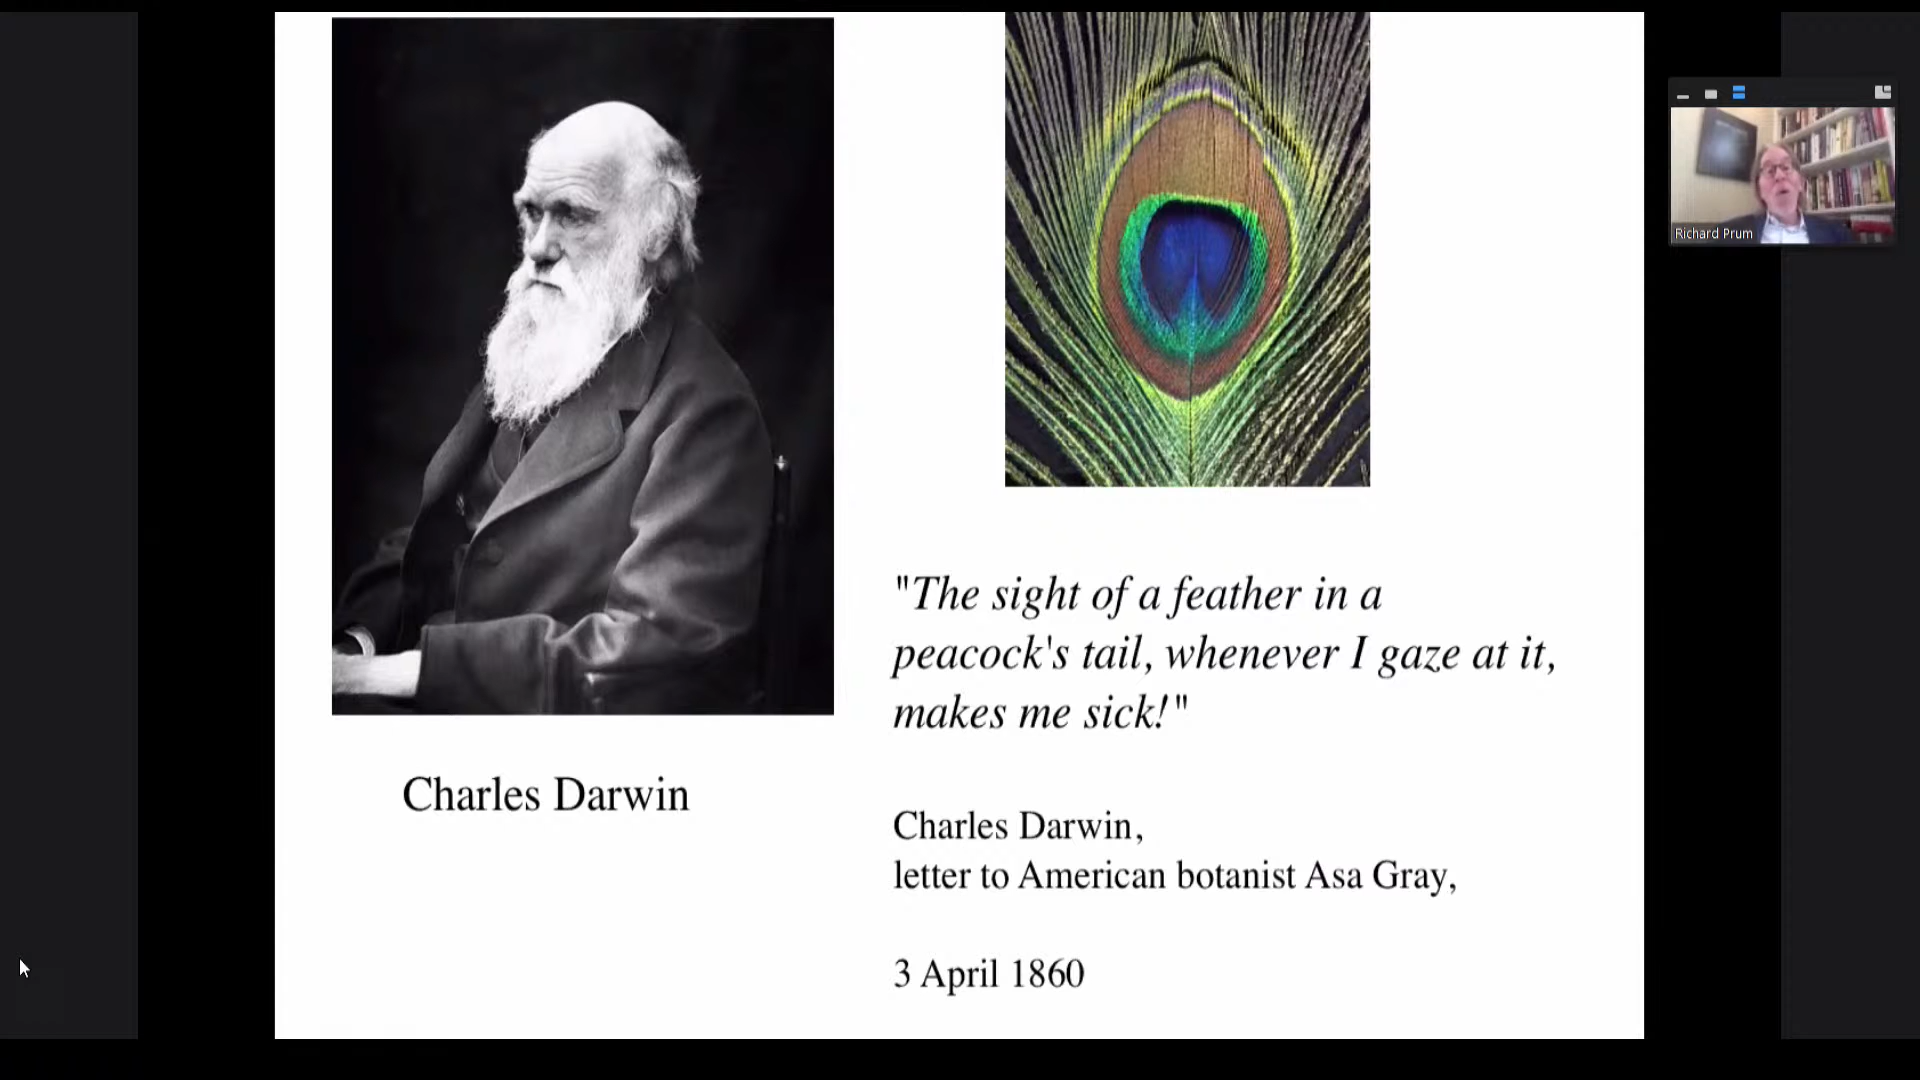 Richard Prum
"The sight of a feather in a
peacock's tail, whenever I gaze at it,
makes me sick!"
Charles Darwin
Charles Darwin,
letter to American botanist Asa Gray,
3 April 1860